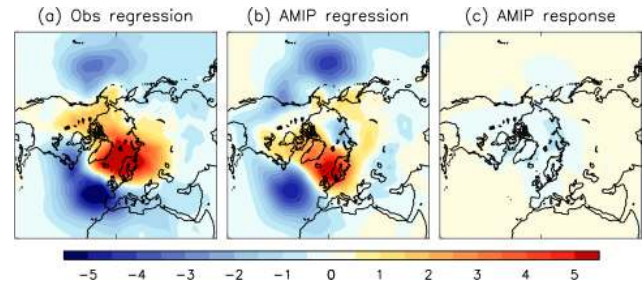 (a) Obs regression (b) AMIP regression (c) AMIP response
-5 -4 -3 -2 -1 0 1 2 3 4 5